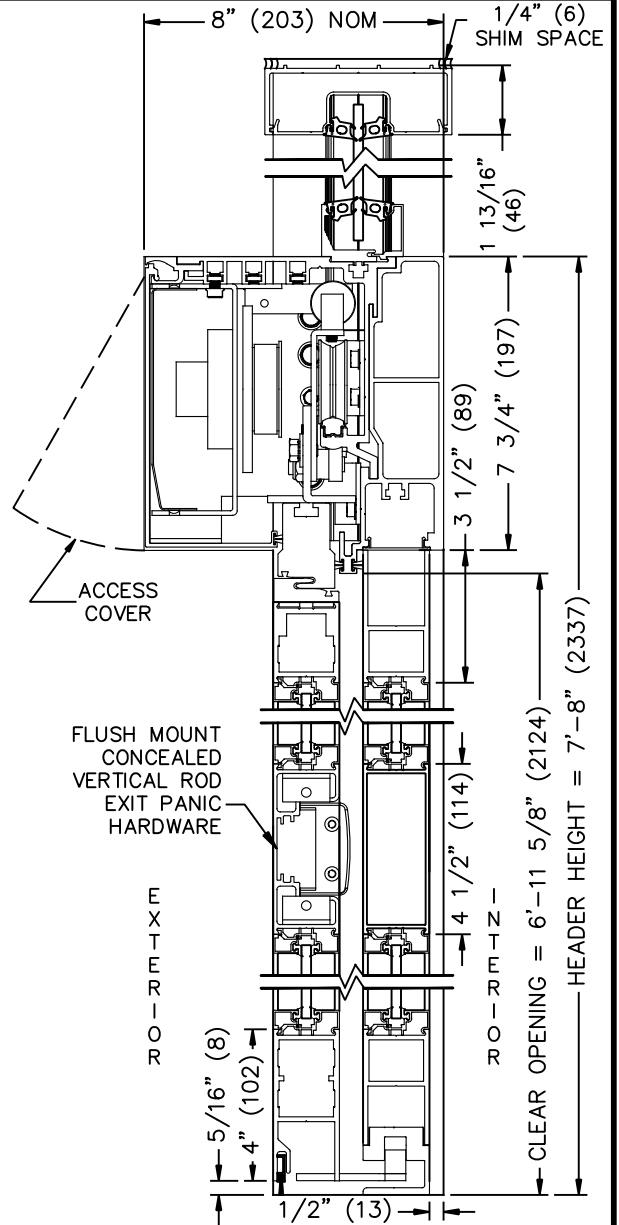 8” (203) NOM
1/4” (6)
SHIM SPACE
1 13/16”
(46)
7 3/4” (197)
3 1/2” (89)
ACCESS
COVER
HEADER HEIGHT = 7’-8” (2337)
CLEAR OPENING = 6’-11 5/8” (2124)
FLUSH MOUNT
CONCEALED
VERTICAL ROD
EXIT PANIC
HARDWARE
4 1/2” (114)
EXTERIOR
INTERIOR
5/16” (8)
4” (102)
1/2” (13)